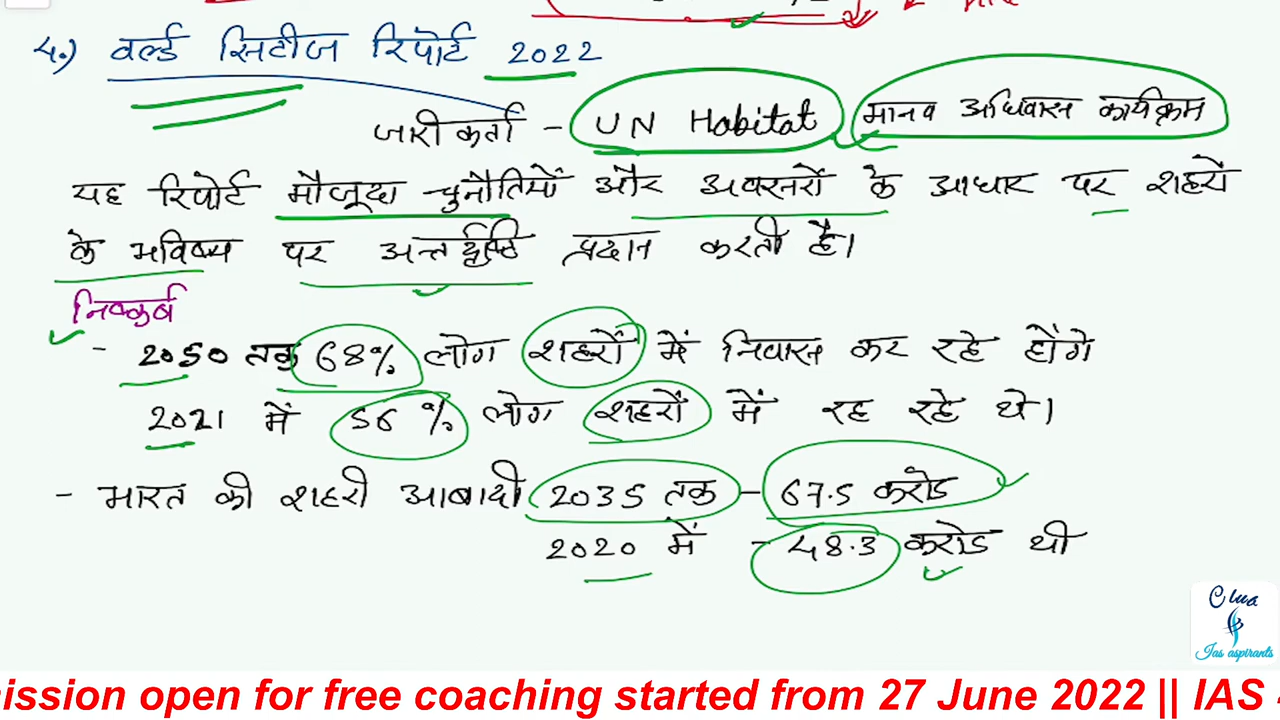 4.) वर्ल्ड सिटीज रिपोर्ट 2022
जारीकर्ता - UN Habitat मानव अधिवास कार्यक्रम
यह रिपोर्ट मौजूदा चुनौतियों और अवसरों के आधार पर शहरों
के भविष्य पर अन्तर्दृष्टि प्रदान करती है।
निष्कर्ष
- 2050 तक 68% लोग शहरों में निवास कर रहे होंगे
2021 में 56 % लोग शहरों में रह रहे थे।
- भारत की शहरी आबादी 2035 तक - 67.5 करोड
2020 में - 48.3 करोड थी
Clue
Ias aspirants
ission open for free coaching started from 27 June 2022 || IAS